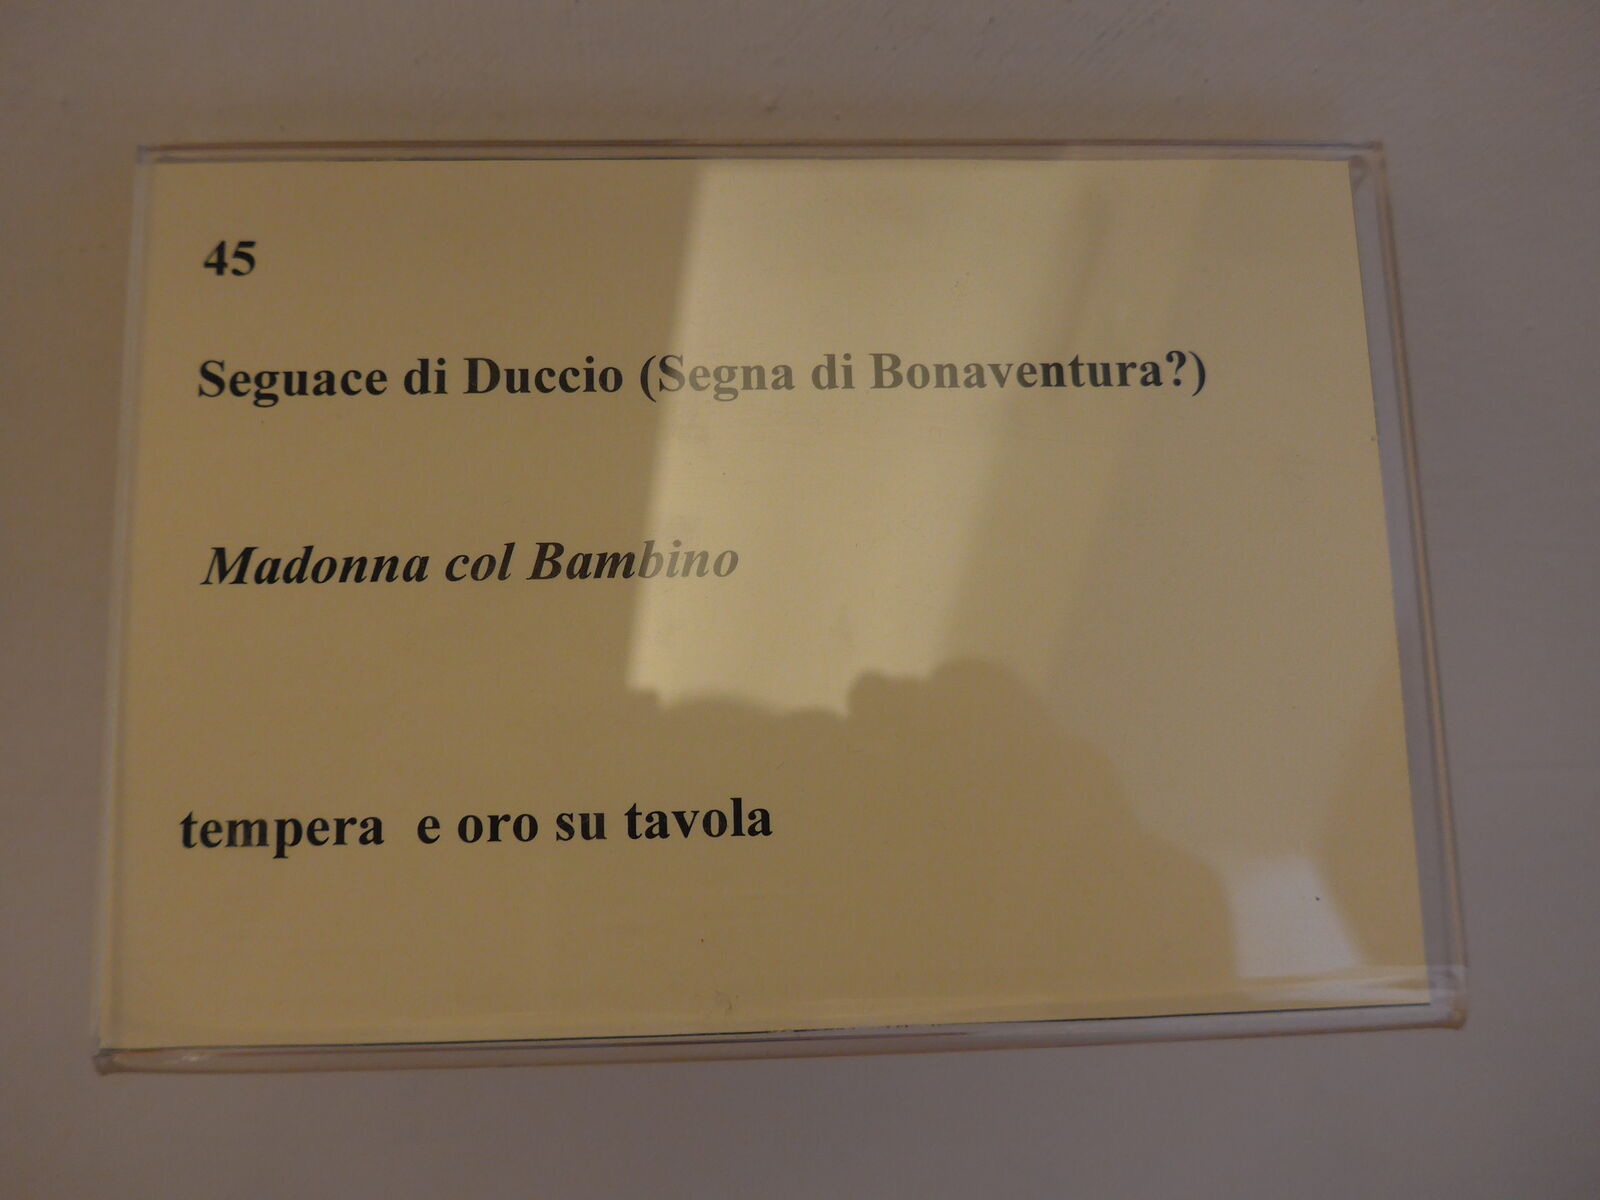 45
Seguace di Duccio (Segna di Bonaventura?)
Madonna col Bambino
tempera e oro su tavola